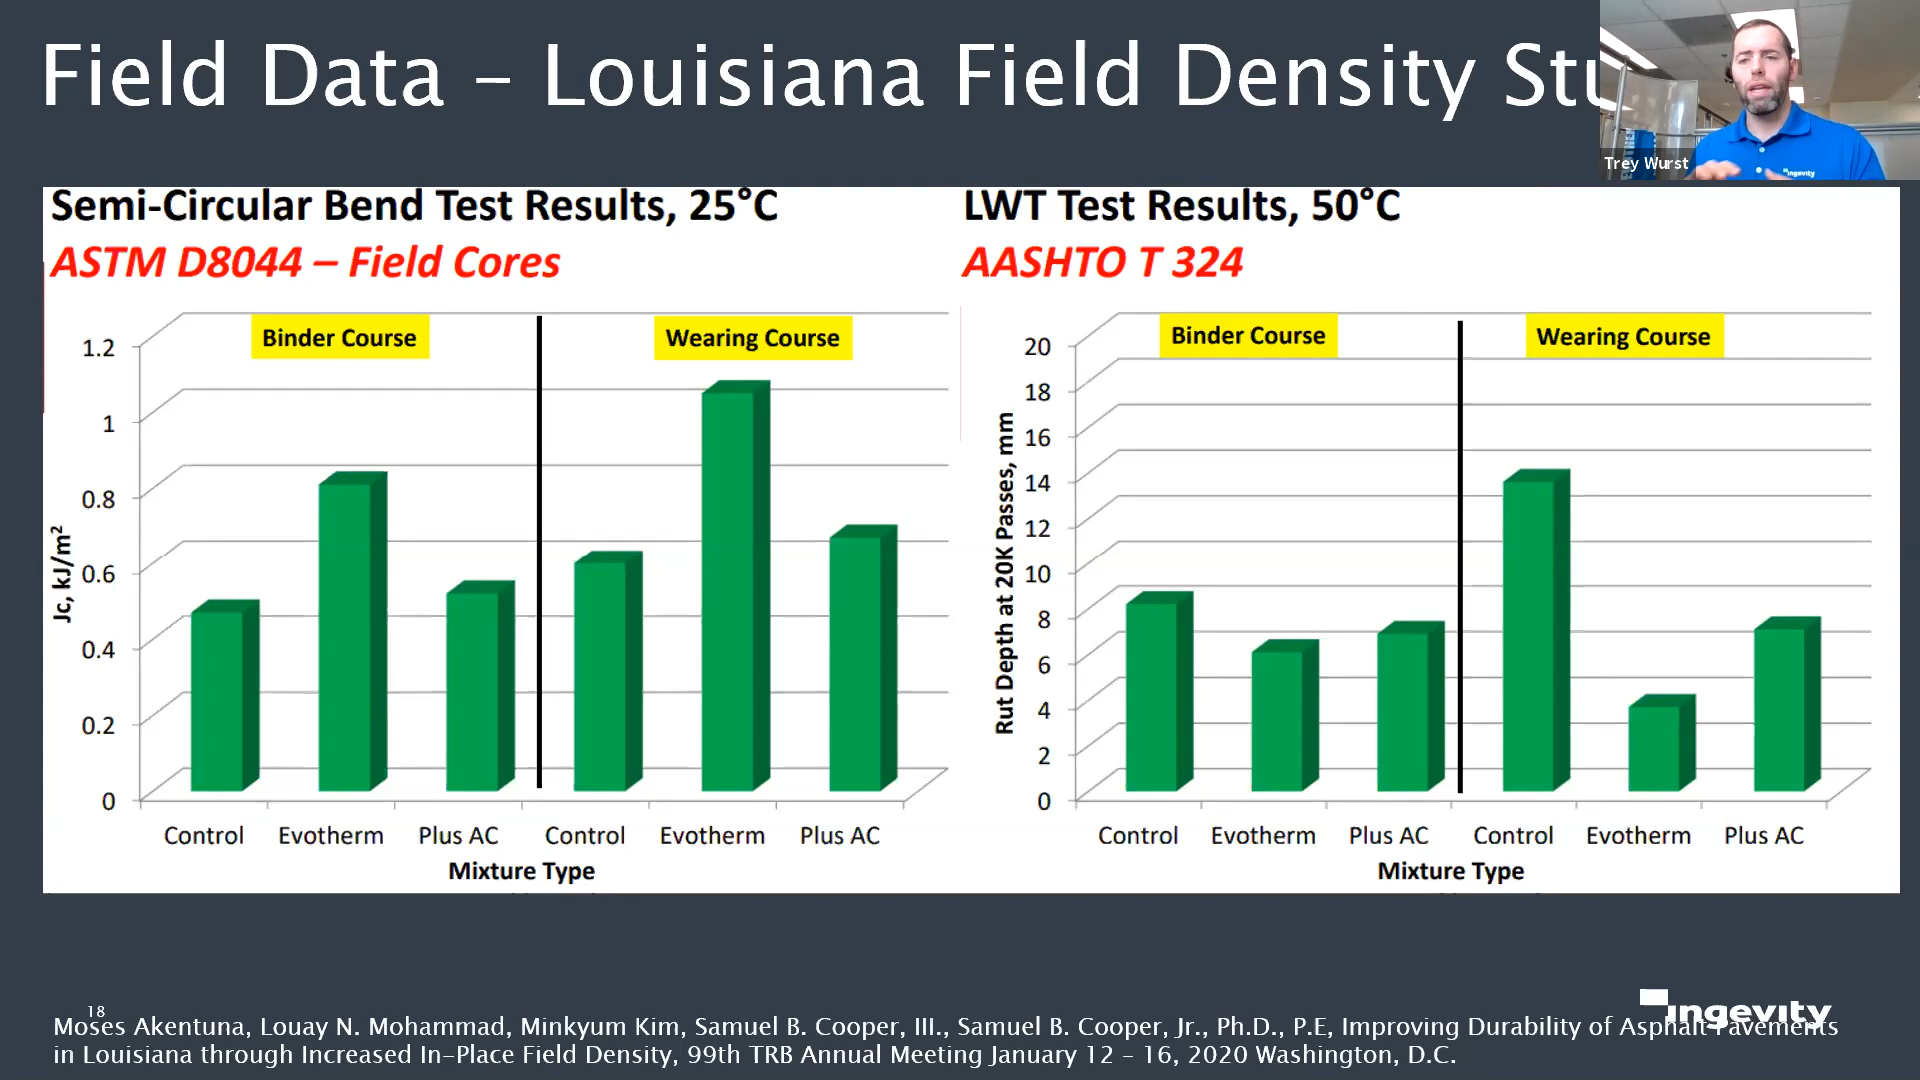 Field Data – Louisiana Field Density Stu
Trey Wurst
ingevity
Semi-Circular Bend Test Results, 25°C
ASTM D8044 – Field Cores
Binder Course
Wearing Course
1.2
1
0.8
0.6
0.4
0.2
0
Jc, kJ/m²
Control Evotherm Plus AC Control Evotherm Plus AC
Mixture Type
LWT Test Results, 50°C
AASHTO T 324
Binder Course
Wearing Course
20
18
16
14
12
10
8
6
4
2
0
Rut Depth at 20K Passes, mm
Control Evotherm Plus AC Control Evotherm Plus AC
Mixture Type
ingevity
18
Moses Akentuna, Louay N. Mohammad, Minkyum Kim, Samuel B. Cooper, III., Samuel B. Cooper, Jr., Ph.D., P.E, Improving Durability of Asphalt Pavements
in Louisiana through Increased In-Place Field Density, 99th TRB Annual Meeting January 12 – 16, 2020 Washington, D.C.